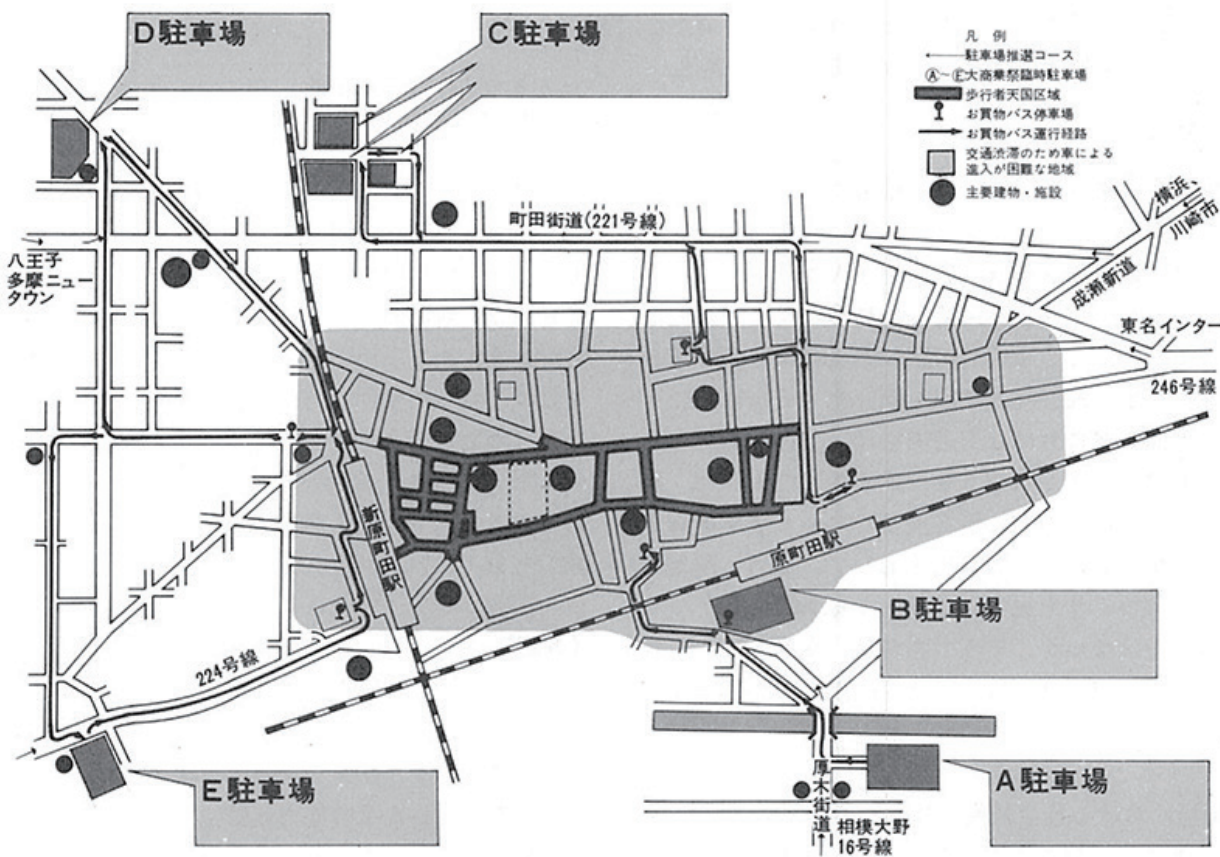 D駐車場
C駐車場
凡例
駐車場推選コース
Ⓐ~Ⓔ大商業祭臨時駐車場
歩行者天国区域
お買物バス停車場
お買物バス運行経路
交通渋滞のため車による
進入が困難な地域
主要建物・施設
横浜、
川崎市
町田街道(221号線)
八王子
多摩ニュー
タウン
成瀬新道
東名インター
246号線
新原町田駅
原町田駅
B駐車場
224号線
E駐車場
厚木街道
A駐車場
相模大野
16号線